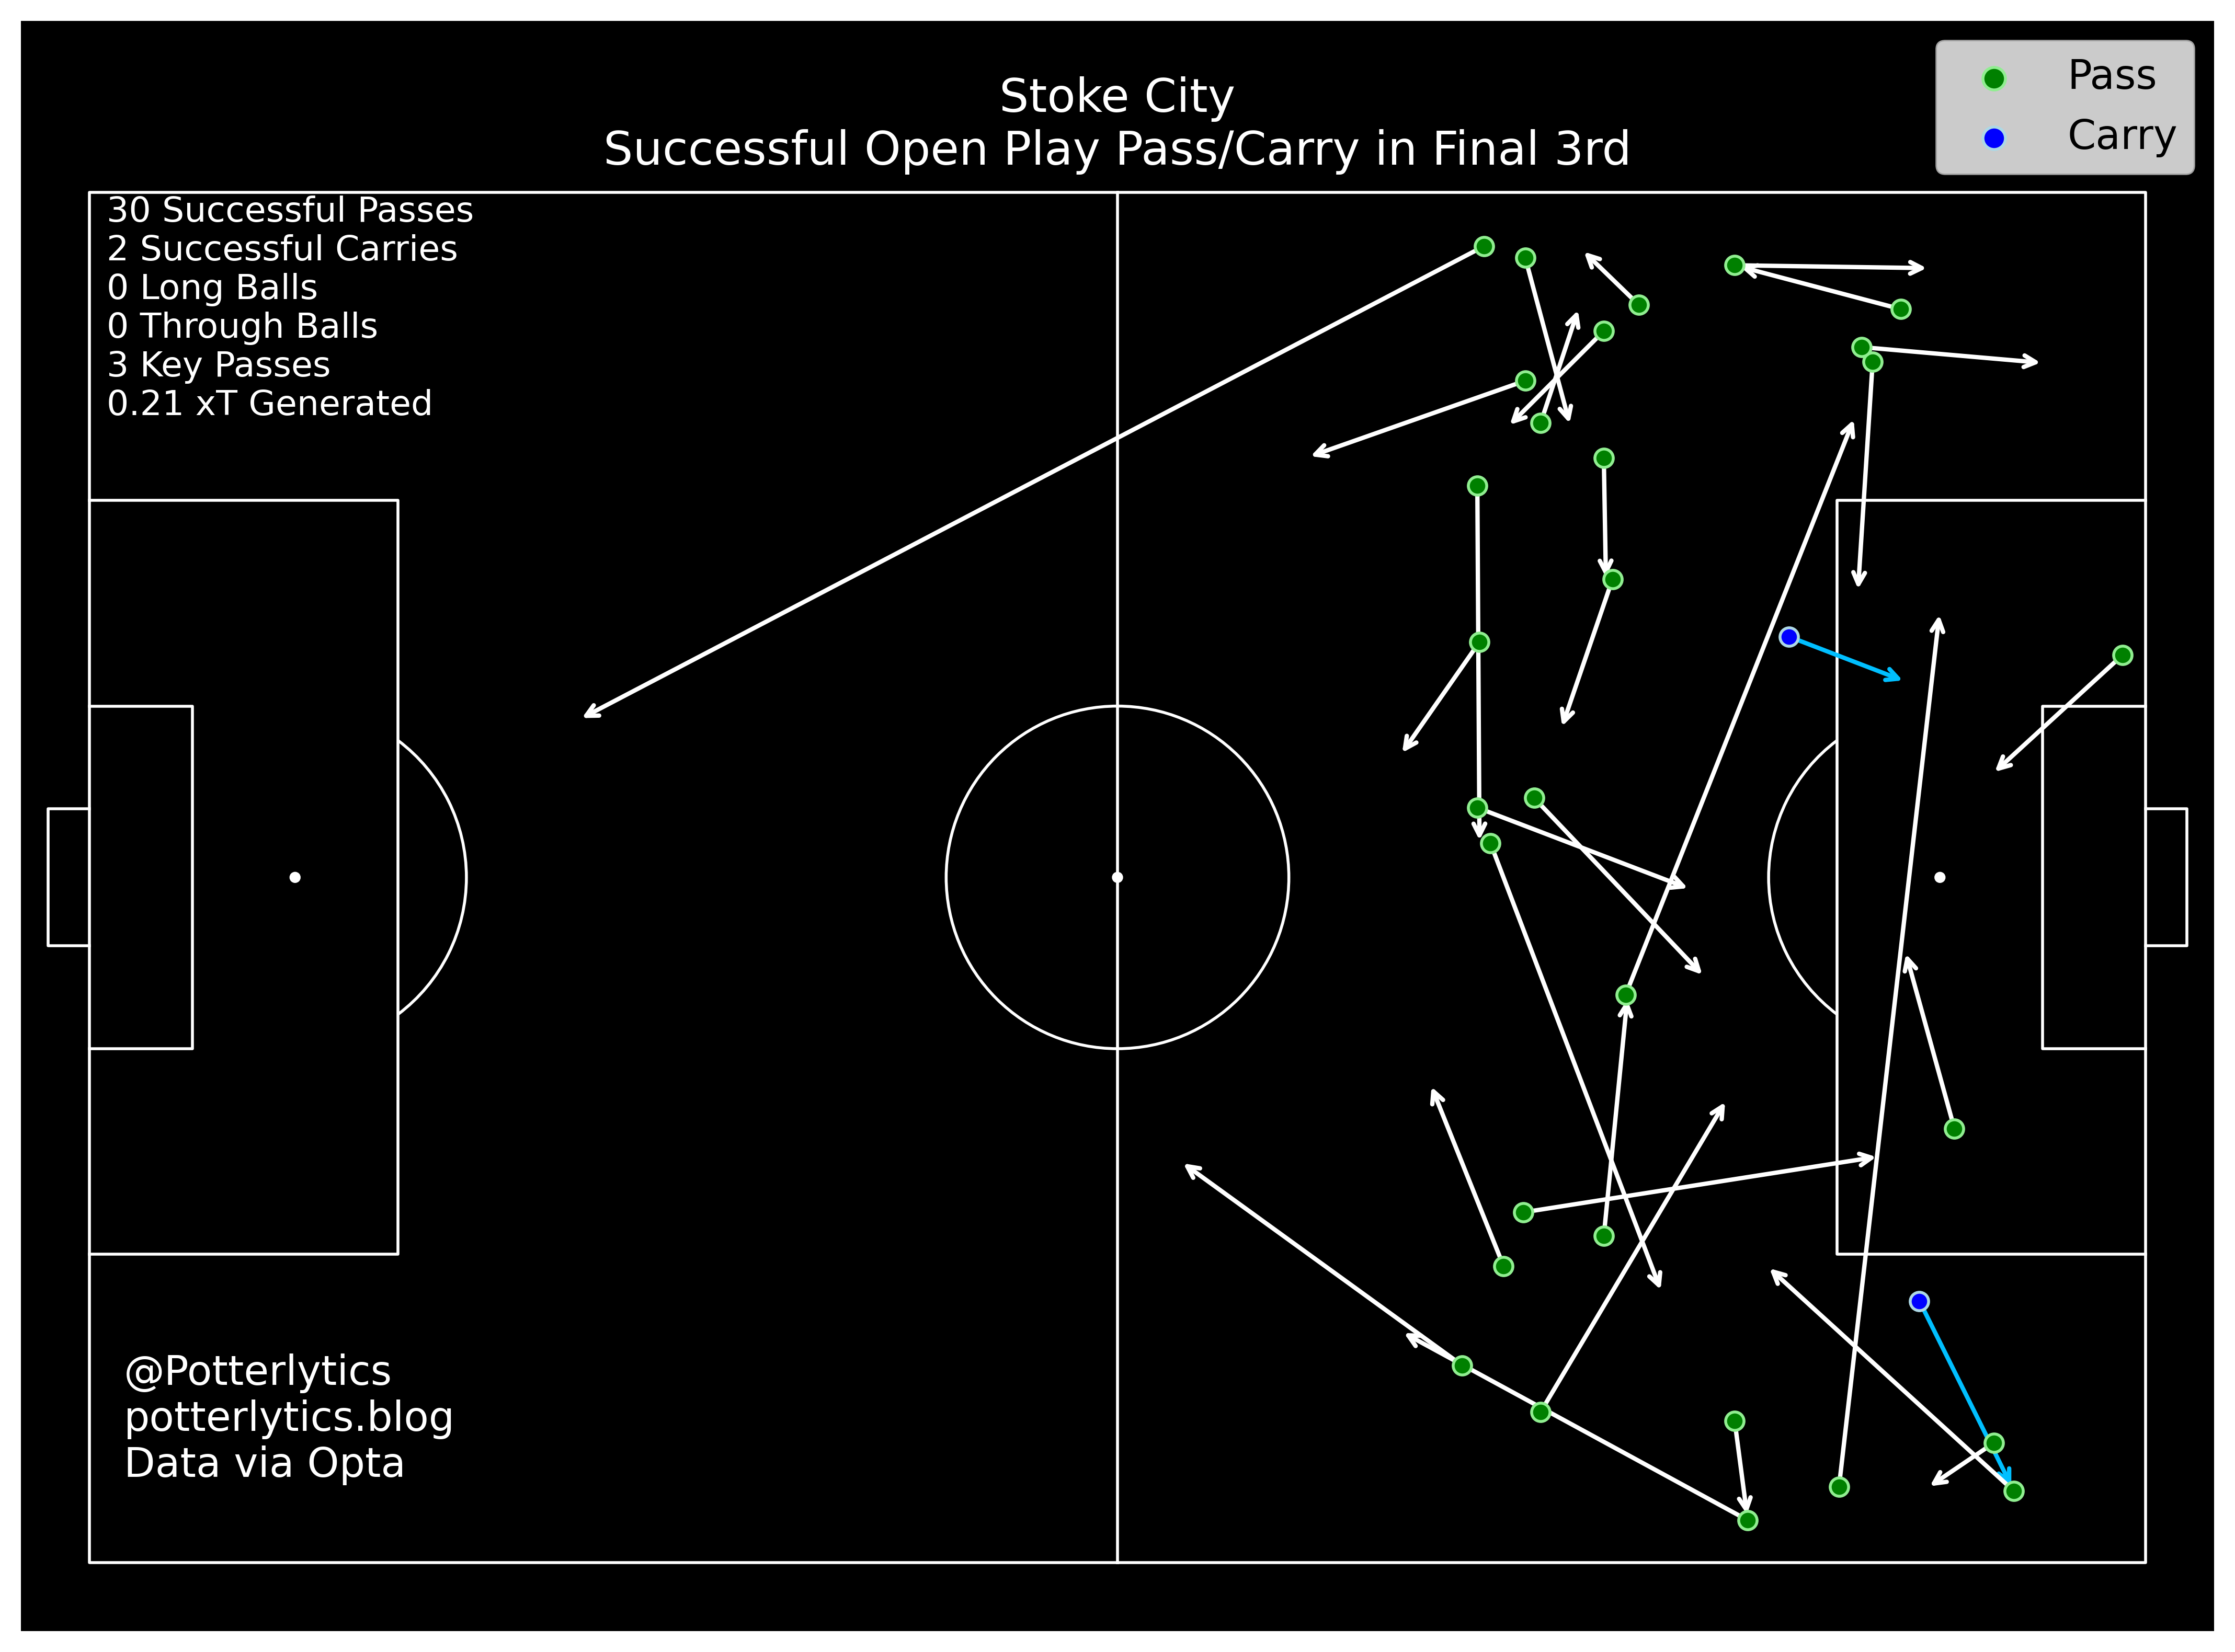 Stoke City
Successful Open Play Pass/Carry in Final 3rd
Pass
Carry
30 Successful Passes
2 Successful Carries
0 Long Balls
0 Through Balls
3 Key Passes
0.21 xT Generated
@Potterlytics
potterlytics.blog
Data via Opta